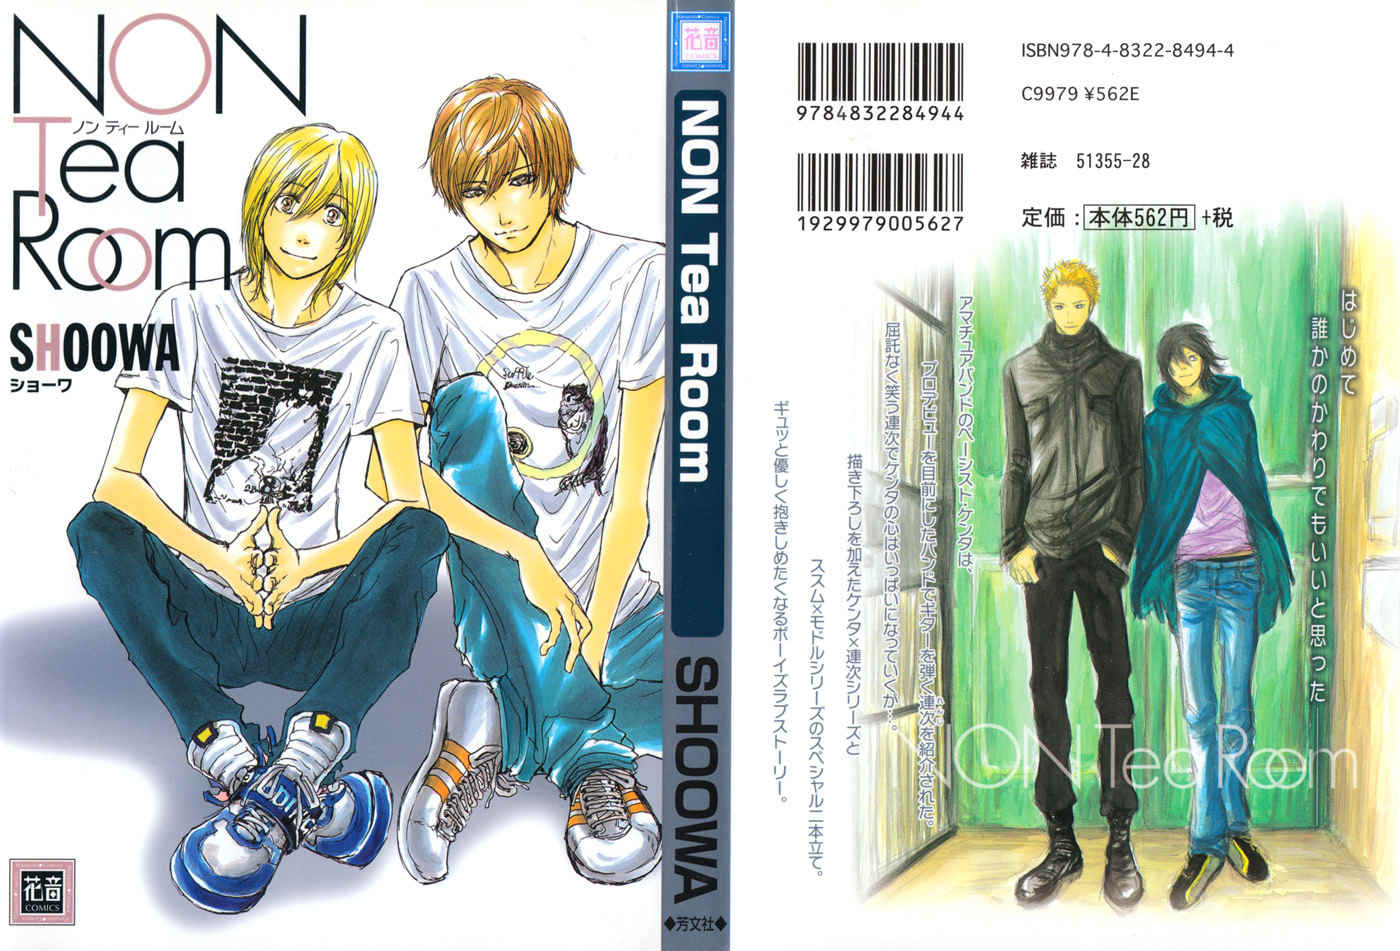 NON
ノン ティー ルーム
Tea
Room
SHOOWA
ショーワ
花音
COMICS
花音
COMICS
NON Tea Room
SHOOWA
◆芳文社◆
9784832284944
1929979005627
ISBN978-4-8322-8494-4
C9979 ¥562E
雑誌 51355-28
定価：本体562円+税
はじめて
誰かのかわりでもいいと思った——
アマチュアバンドのベーシスト・ケンタは、
プロデビューを目前にしたバンドでギターを弾く連次を紹介された。
屈託なく笑う連次でケンタの心はいっぱいになっていくが…。
描き下ろしを加えたケンタ×連次シリーズと
ススム×モドルシリーズのスペシャル二本立て。
ギュッと優しく抱きしめたくなるボーイズラブストーリー。
NON Tea Room